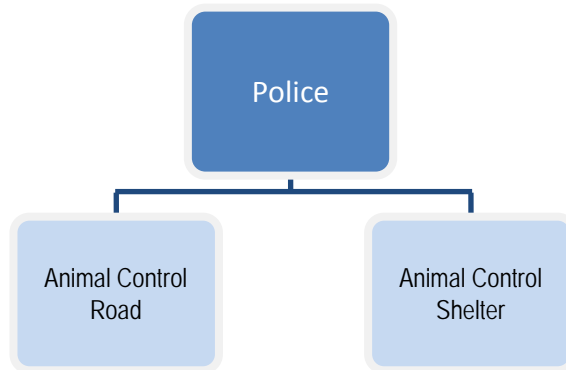 Police
Animal Control
Road
Animal Control
Shelter